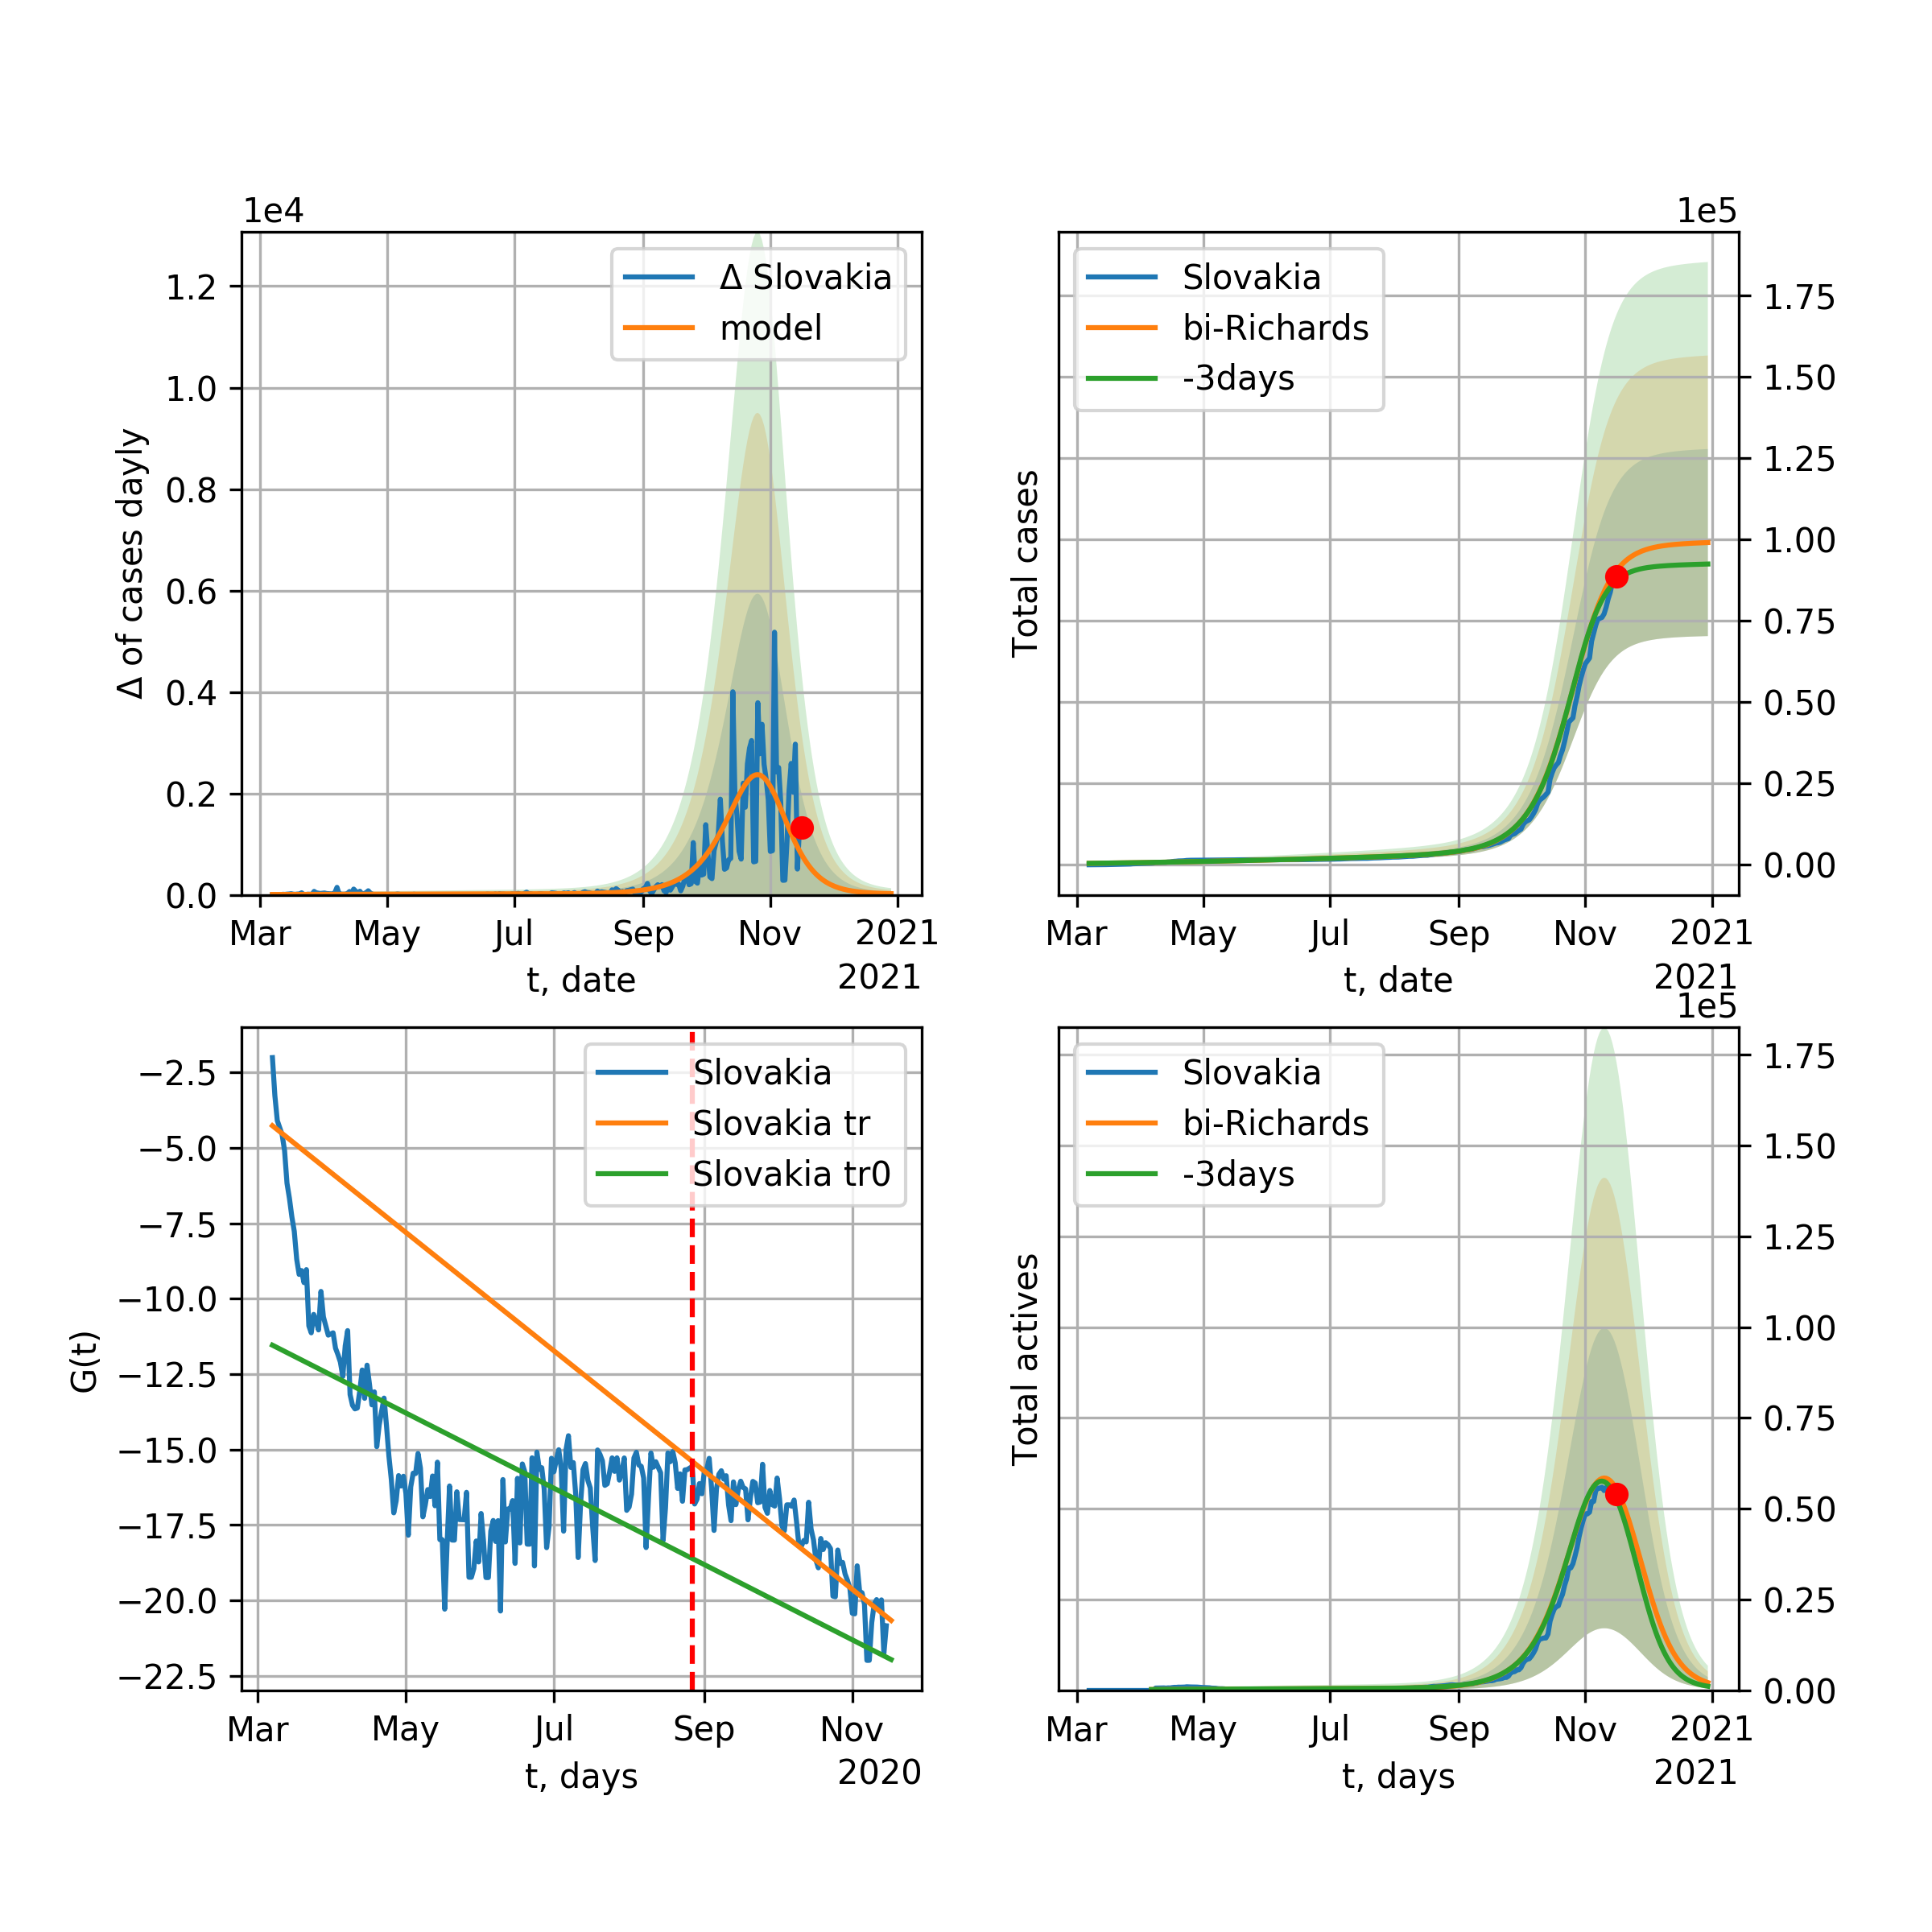 1e4
Δ Slovakia
model
1.2
1.0
0.8
0.6
0.4
0.2
0.0
Δ of cases dayly
Mar May Jul Sep Nov 2021
t, date
2021
1e5
Slovakia
bi-Richards
-3days
1.75
1.50
1.25
1.00
0.75
0.50
0.25
0.00
Total cases
Mar May Jul Sep Nov 2021
t, date
2021
Slovakia
Slovakia tr
Slovakia tr0
−2.5
−5.0
−7.5
−10.0
−12.5
−15.0
−17.5
−20.0
−22.5
G(t)
Mar May Jul Sep Nov
t, days
2020
1e5
Slovakia
bi-Richards
-3days
1.75
1.50
1.25
1.00
0.75
0.50
0.25
0.00
Total actives
Mar May Jul Sep Nov 2021
t, days
2021